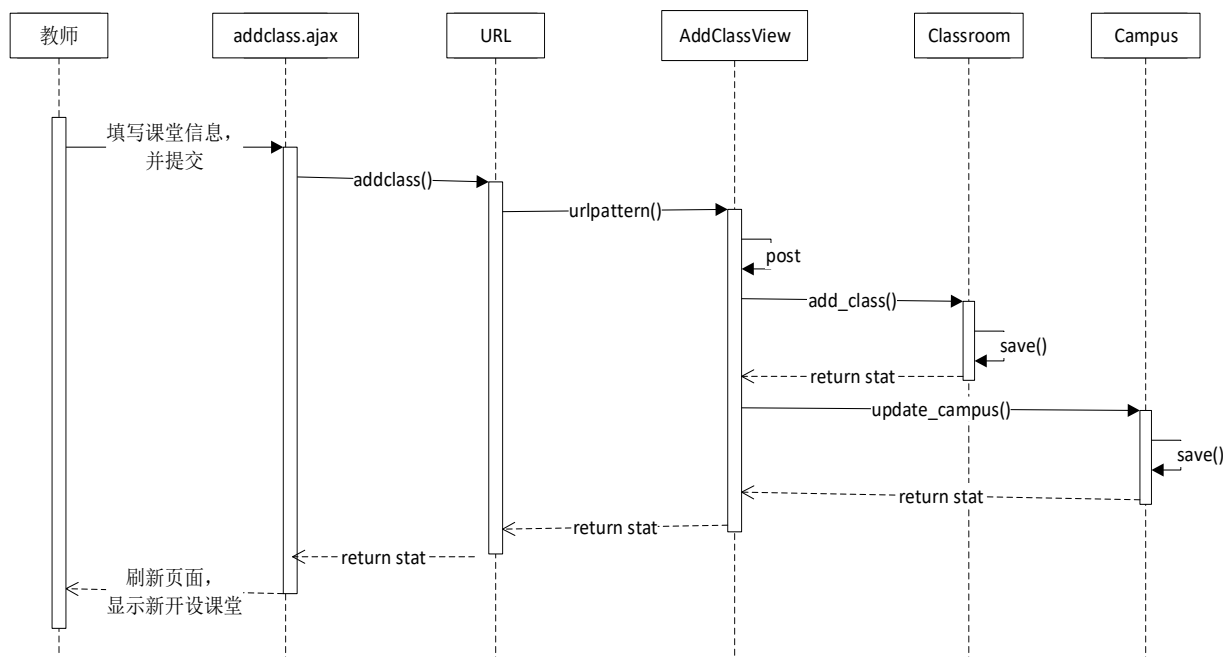 教师
addclass.ajax
URL
AddClassView
Classroom
Campus
填写课堂信息，
并提交
addclass()
urlpattern()
post
add_class()
save()
return stat
update_campus()
save()
return stat
return stat
return stat
刷新页面，
显示新开设课堂